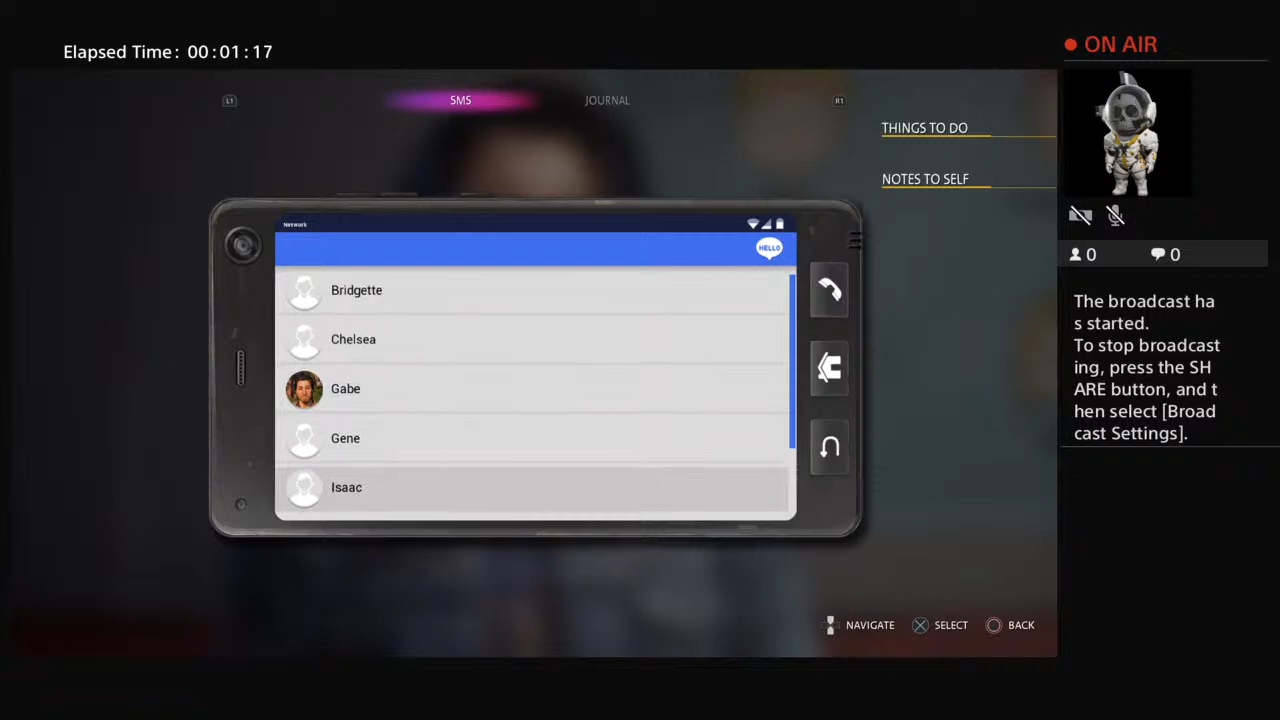 Elapsed Time: 00:01:17
ON AIR
L1
SMS
JOURNAL
R1
THINGS TO DO
NOTES TO SELF
Network
HELLO
Bridgette
Chelsea
Gabe
Gene
Isaac
0
0
The broadcast ha
s started.
To stop broadcast
ing, press the SH
ARE button, and t
hen select [Broad
cast Settings].
NAVIGATE
SELECT
BACK